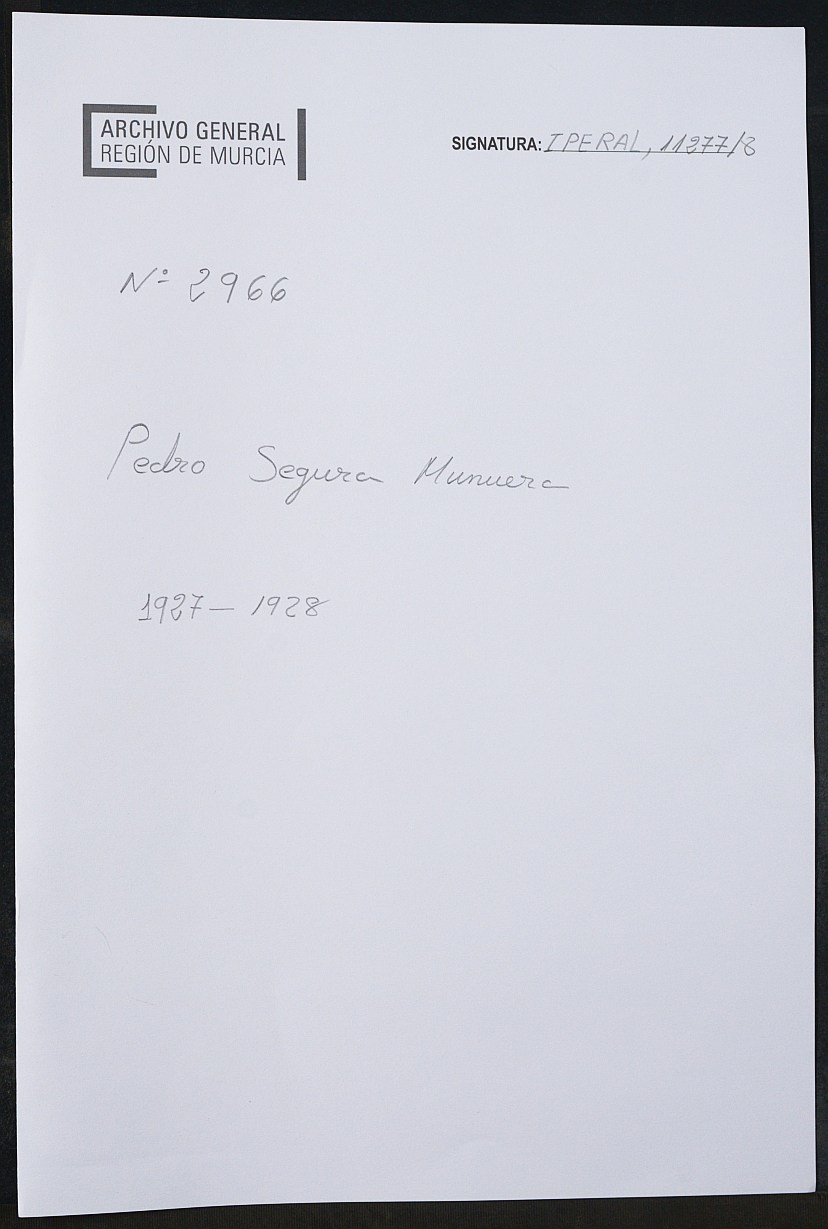 ARCHIVO GENERAL
REGIÓN DE MURCIA
SIGNATURA: IPERAL, 11277/8
Nº 2966
Pedro Segura Munuera
1927 - 1928